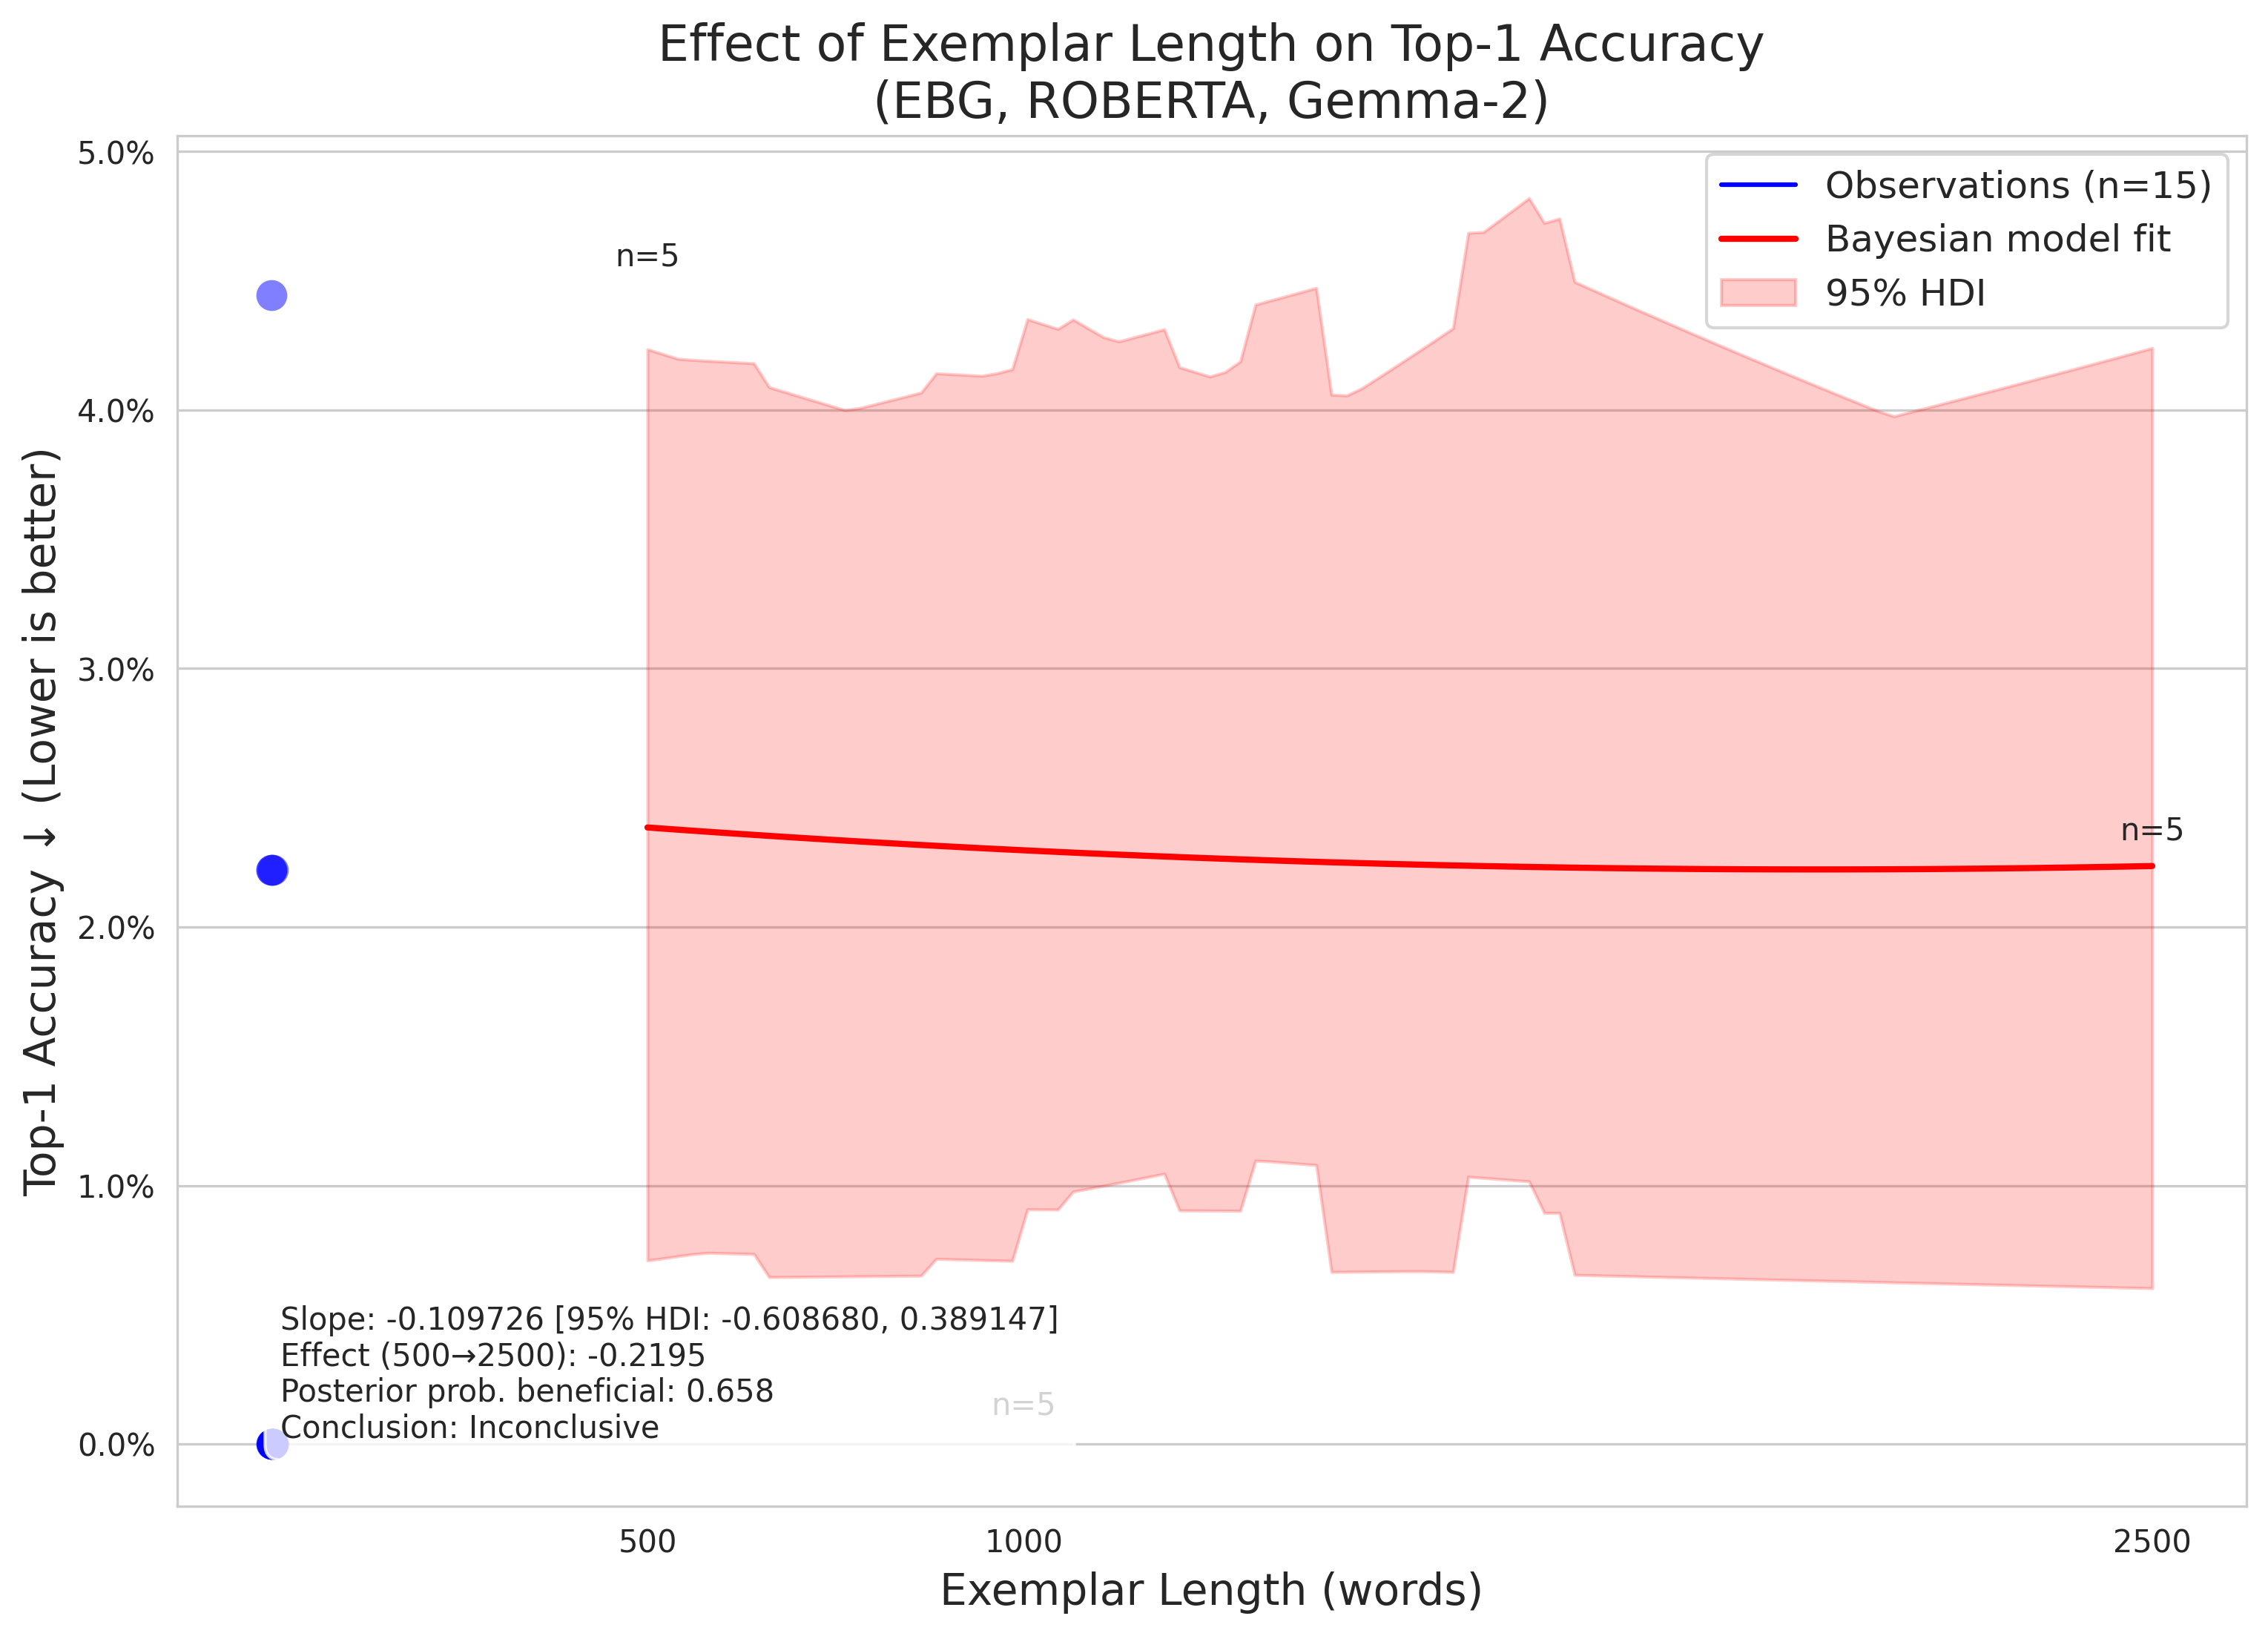 Effect of Exemplar Length on Top-1 Accuracy
(EBG, ROBERTA, Gemma-2)
Top-1 Accuracy ↓ (Lower is better)
5.0%
4.0%
3.0%
2.0%
1.0%
0.0%
Observations (n=15)
Bayesian model fit
95% HDI
n=5
n=5
n=5
Slope: -0.109726 [95% HDI: -0.608680, 0.389147]
Effect (500→2500): -0.2195
Posterior prob. beneficial: 0.658
Conclusion: Inconclusive
500
1000
2500
Exemplar Length (words)